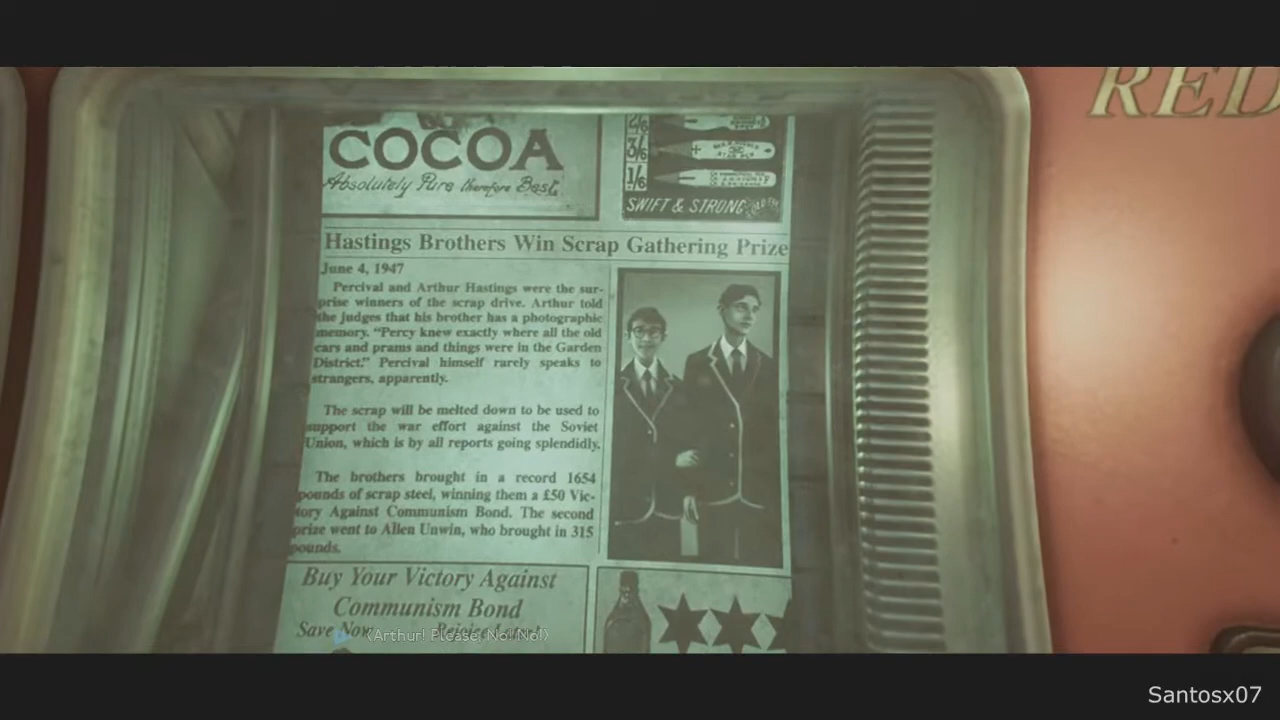 RED
COCOA
Absolutely Pure therefore Best.
3/6
1/6
SWIFT & STRONG
Hastings Brothers Win Scrap Gathering Prize
June 4, 1947
Percival and Arthur Hastings were the sur-
prise winners of the scrap drive. Arthur told
the judges that his brother has a photographic
memory. “Percy knew exactly where all the old
cars and prams and things were in the Garden
District.” Percival himself rarely speaks to
strangers, apparently.
The scrap will be melted down to be used to
support the war effort against the Soviet
Union, which is by all reports going splendidly.
The brothers brought in a record 1654
pounds of scrap steel, winning them a £50 Vic-
tory Against Communism Bond. The second
prize went to Allen Unwin, who brought in 315
pounds.
Buy Your Victory Against
Communism Bond
Save Now
(Arthur! Please, No! No!)
Santosx07